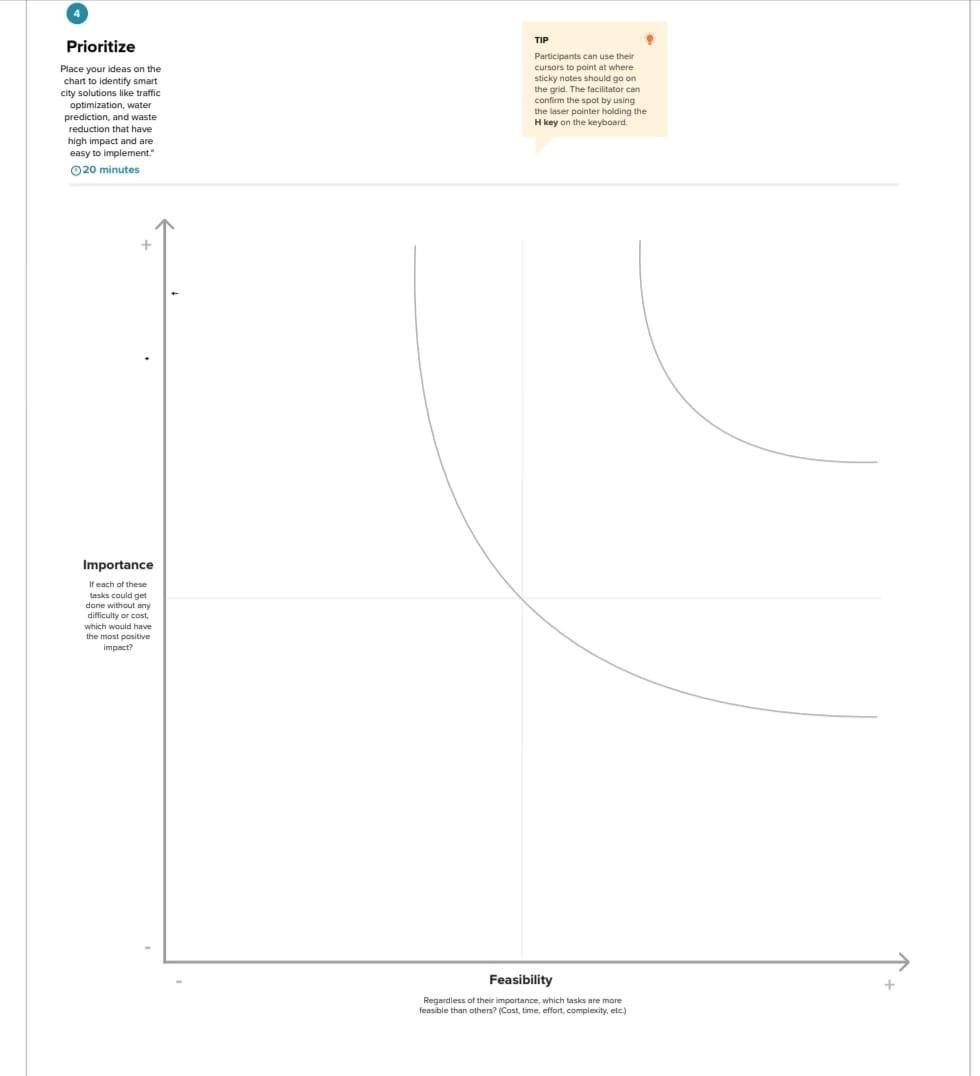 4
Prioritize
Place your ideas on the
chart to identify smart
city solutions like traffic
optimization, water
prediction, and waste
reduction that have
high impact and are
easy to implement."
20 minutes
TIP
Participants can use their
cursors to point at where
sticky notes should go on
the grid. The facilitator can
confirm the spot by using
the laser pointer holding the
H key on the keyboard.
+
Importance
If each of these
tasks could get
done without any
difficulty or cost,
which would have
the most positive
impact?
-
-
Feasibility
+
Regardless of their importance, which tasks are more
feasible than others? (Cost, time, effort, complexity, etc.)